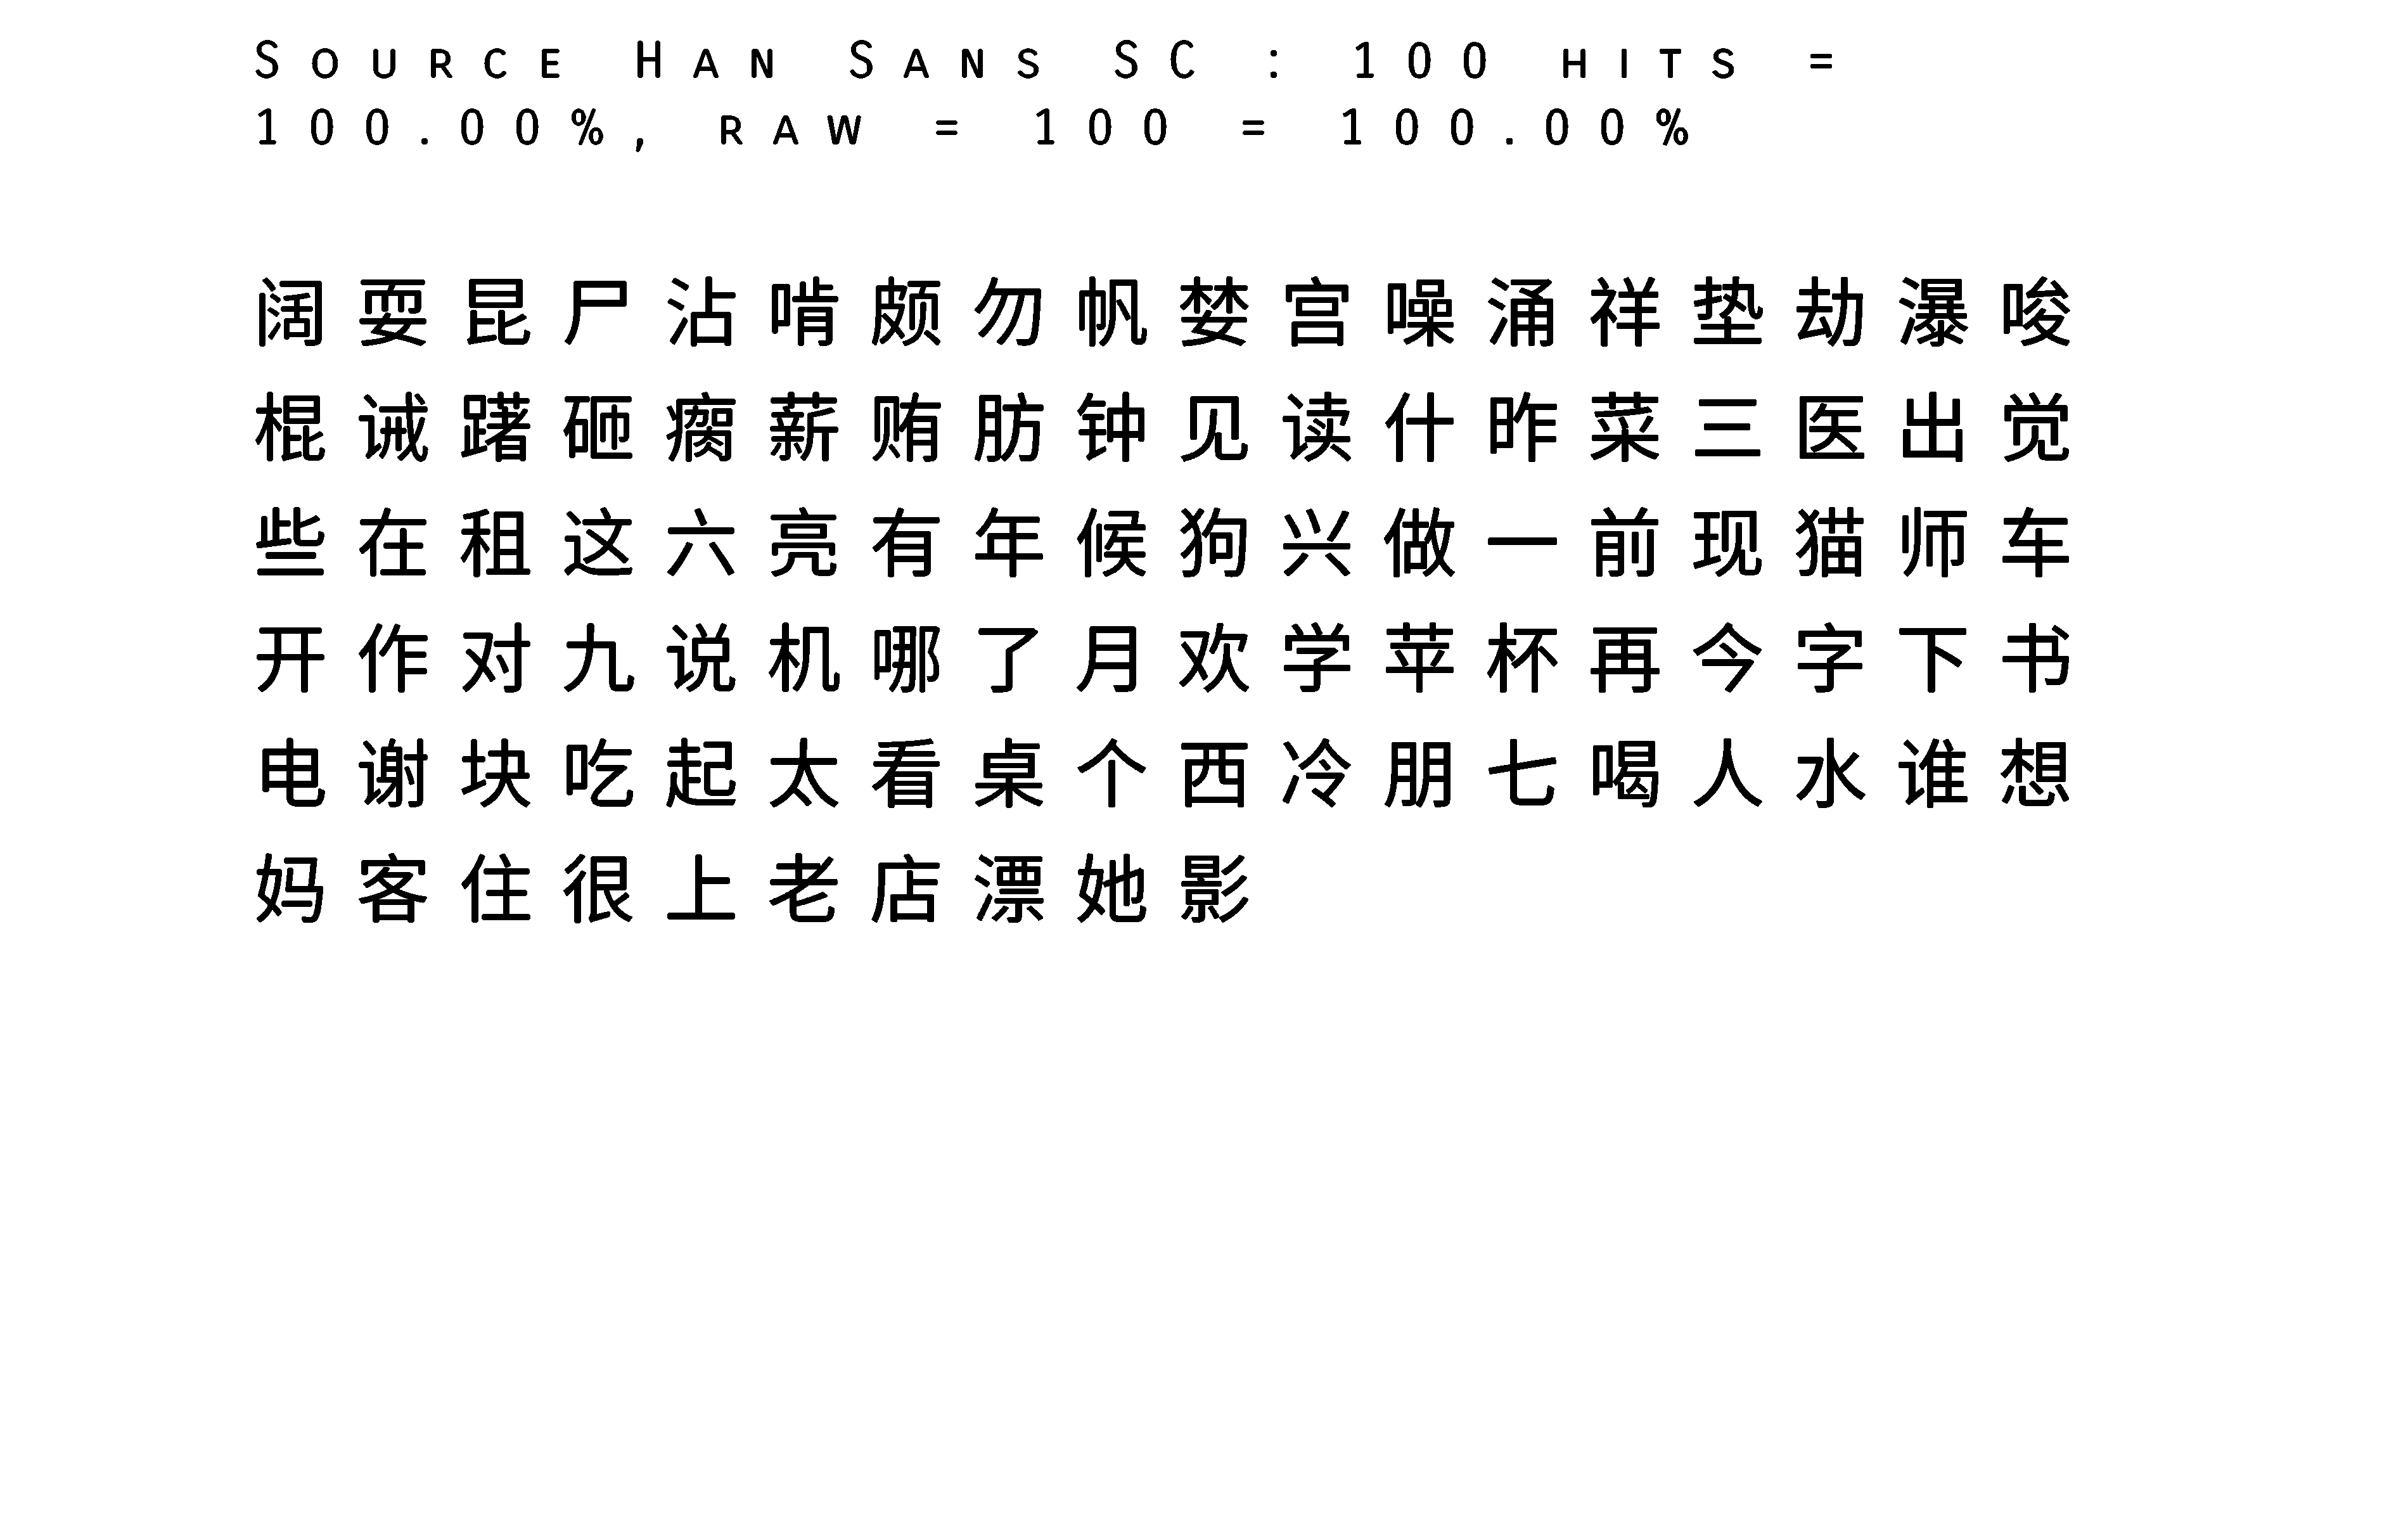 Source Han Sans SC : 100 hits =
100.00%, raw = 100 = 100.00%
阔耍昆尸沾啃颇勿帆婪宫噪涌祥垫劫瀑唆
棍诫躇砸瘸薪贿肪钟见读什昨菜三医出觉
些在租这六亮有年候狗兴做一前现猫师车
开作对九说机哪了月欢学苹杯再今字下书
电谢块吃起太看桌个西冷朋七喝人水谁想
妈客住很上老店漂她影